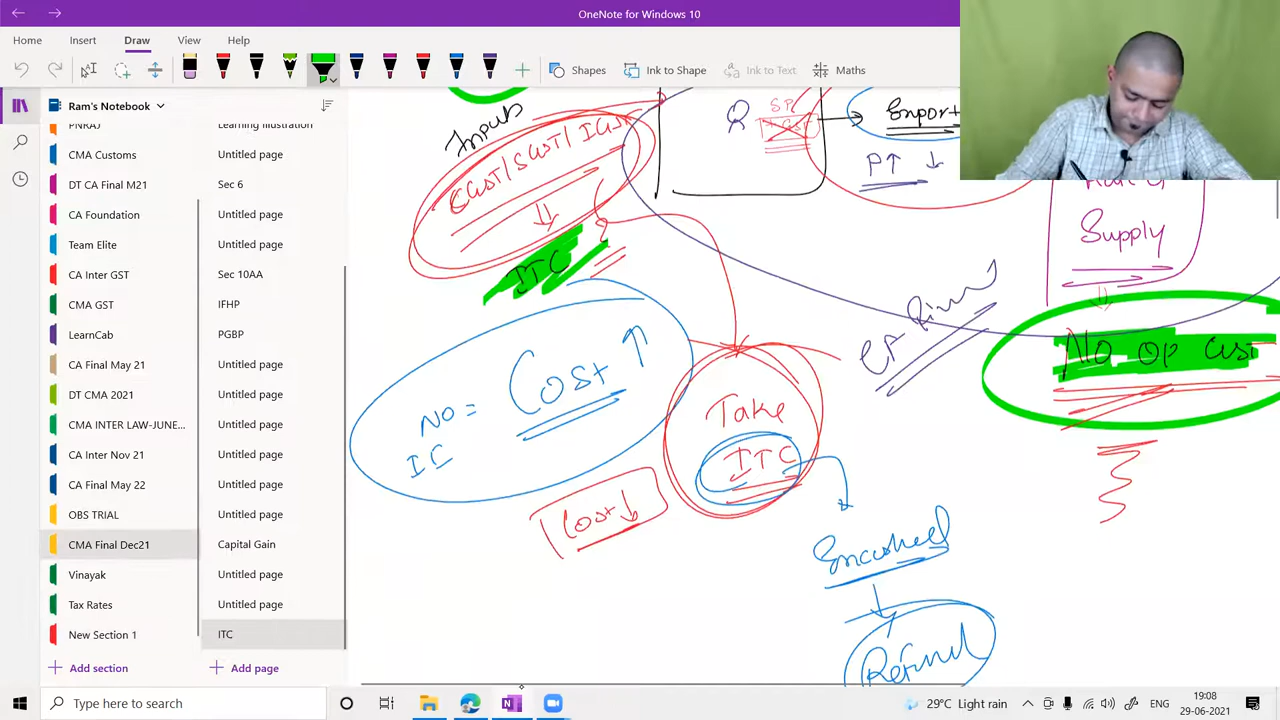 OneNote for Windows 10
Home
Insert
Draw
View
Help
Shapes
Ink to Shape
Ink to Text
Maths
Ram's Notebook
PNRAJ
CMA Customs
DT CA Final M21
CA Foundation
Team Elite
CA Inter GST
CMA GST
LearnCab
CA Final May 21
DT CMA 2021
CMA INTER LAW-JUNE...
CA Inter Nov 21
CA Final May 22
OBS TRIAL
CMA Final Dec21
Vinayak
Tax Rates
New Section 1
Add section
Learning Illustration
Untitled page
Sec 6
Untitled page
Untitled page
Sec 10AA
IFHP
PGBP
Untitled page
Untitled page
Untitled page
Untitled page
Untitled page
Untitled page
Capital Gain
Untitled page
Untitled page
ITC
Add page
Inputs
CGST/SGST/IGST
ITC
SP
Export
P↑ ↓
Supply
No op GST
NO = Cost ↑
Take
ITC
Cost ↓
Encashed
Refund
Type here to search
29°C Light rain
ENG
19:08
29-06-2021